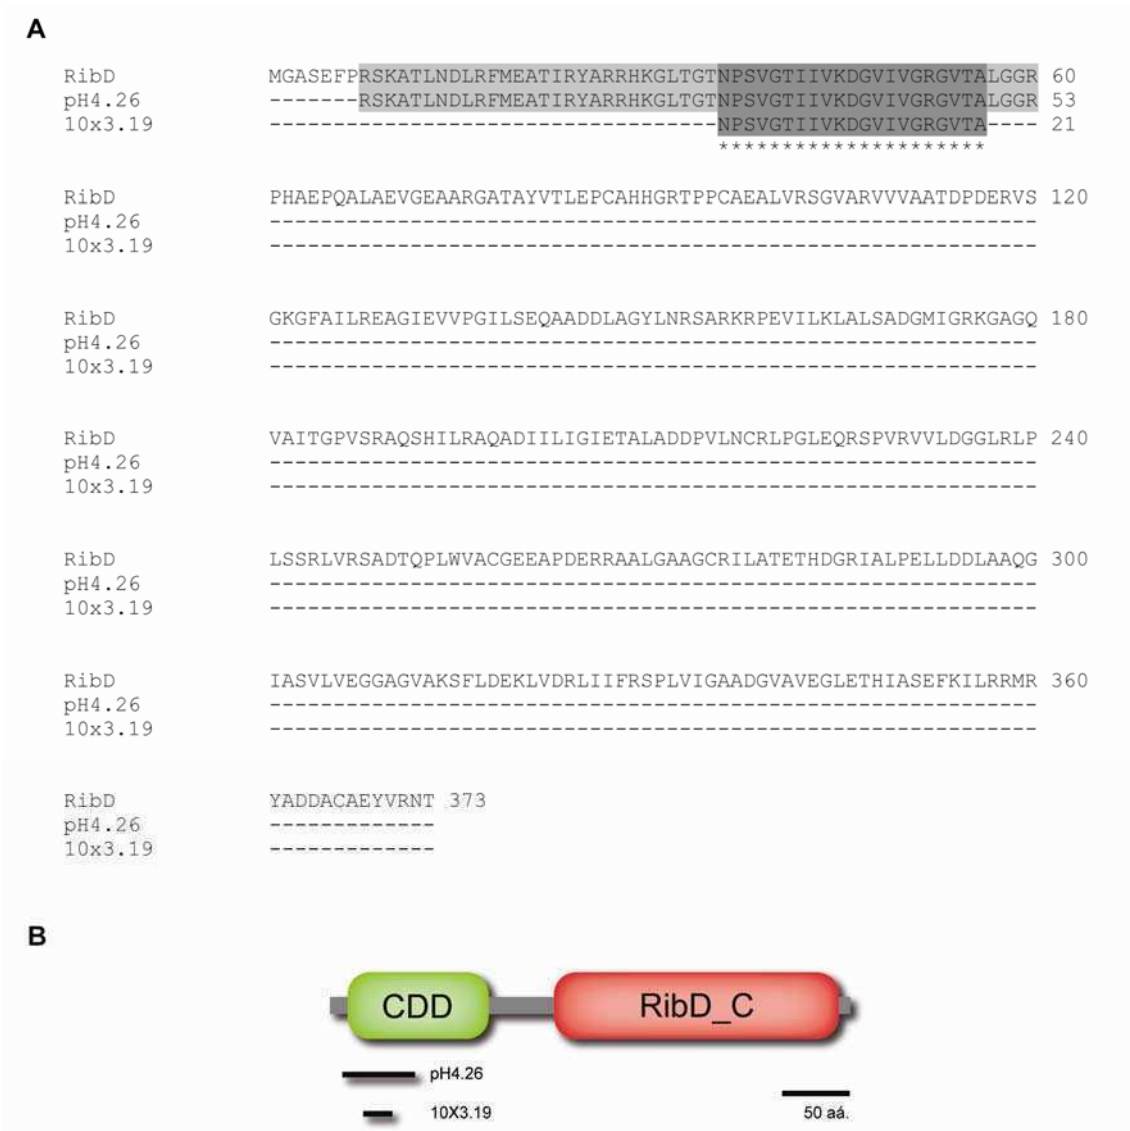 A
RibD MGASEFPRSKATLNDLRFMEATIRYARRHKGLTGTNPSVGTIIVKDGVIVGRGVTALGGR 60
pH4.26 -------RSKATLNDLRFMEATIRYARRHKGLTGTNPSVGTIIVKDGVIVGRGVTALGGR 53
10x3.19 -----------------------------------NPSVGTIIVKDGVIVGRGVTA---- 21
*********************
RibD PHAEPQALAEVGEAARGATAYVTLEPCAHHGRTPPCAEALVRSGVARVVVAATDPDERVS 120
pH4.26 ------------------------------------------------------------
10x3.19 ------------------------------------------------------------
RibD GKGFAILREAGIEVVPGILSEQAADDLAGYLNRSARKRPEVILKLALSADGMIGRKGAGQ 180
pH4.26 ------------------------------------------------------------
10x3.19 ------------------------------------------------------------
RibD VAITGPVSRAQSHILRAQADIILIGIETALADDPVLNCRLPGLEQRSPVRVVLDGGLRLP 240
pH4.26 ------------------------------------------------------------
10x3.19 ------------------------------------------------------------
RibD LSSRLVRSADTQPLWVACGEEAPDERRAALGAAGCRILATETHDGRIALPELLDDLAAQG 300
pH4.26 ------------------------------------------------------------
10x3.19 ------------------------------------------------------------
RibD IASVLVEGGAGVAKSFLDEKLVDRLIIFRSPLVIGAADGVAVEGLETHIASEFKILRRMR 360
pH4.26 ------------------------------------------------------------
10x3.19 ------------------------------------------------------------
RibD YADDACAEYVRNT 373
pH4.26 -------------
10x3.19 -------------
B
CDD RibD_C
pH4.26
10X3.19 50 aá.